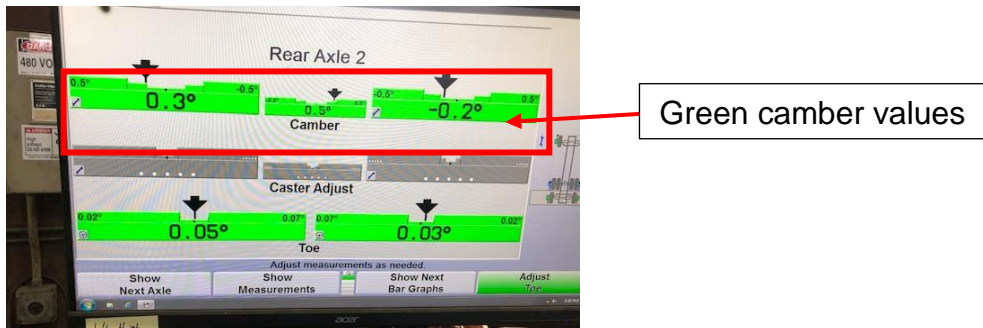 Rear Axle 2
480 VO
0.5° -0.5° -0.5° 0.5°
0.3° 0.5° -0.2°
Camber
Green camber values
Caster Adjust
0.02° 0.07° 0.07° 0.02°
0.05° 0.03°
Toe
Adjust measurements as needed.
Show Next Axle
Show Measurements
Show Next Bar Graphs
Adjust Toe
acer